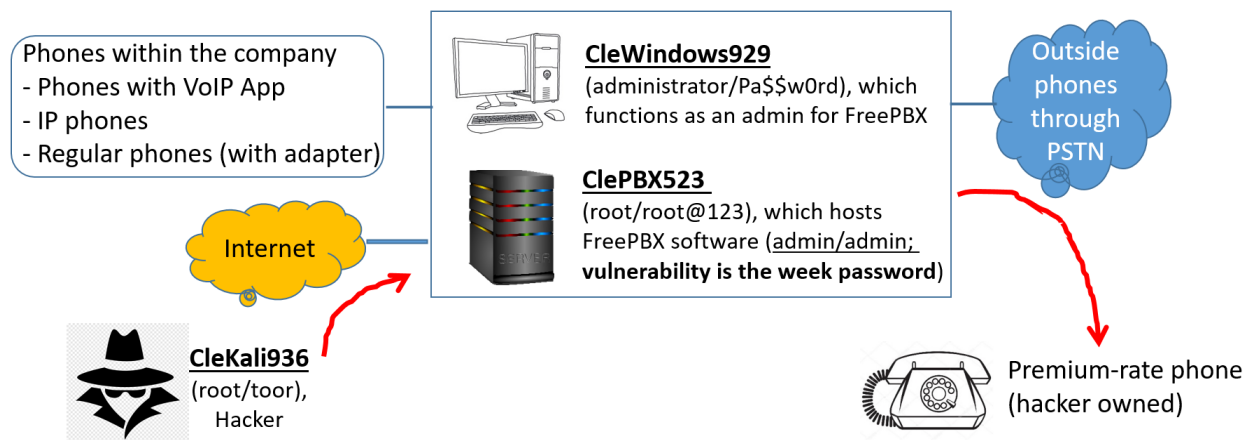 Phones within the company
- Phones with VoIP App
- IP phones
- Regular phones (with adapter)
CleWindows929
(administrator/Pa$$w0rd), which
functions as an admin for FreePBX
Outside
phones
through
PSTN
ClePBX523
(root/root@123), which hosts
FreePBX software (admin/admin;
vulnerability is the week password)
SERVER
Internet
CleKali936
(root/toor),
Hacker
Premium-rate phone
(hacker owned)